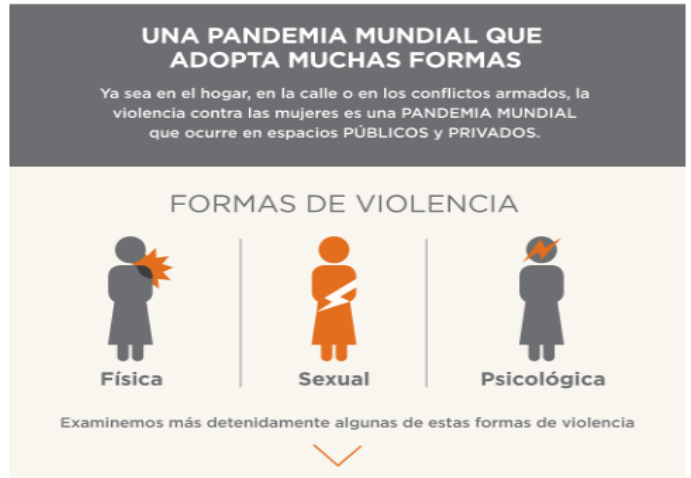 UNA PANDEMIA MUNDIAL QUE
ADOPTA MUCHAS FORMAS
Ya sea en el hogar, en la calle o en los conflictos armados, la
violencia contra las mujeres es una PANDEMIA MUNDIAL
que ocurre en espacios PÚBLICOS y PRIVADOS.
FORMAS DE VIOLENCIA
Física
Sexual
Psicológica
Examinemos más detenidamente algunas de estas formas de violencia